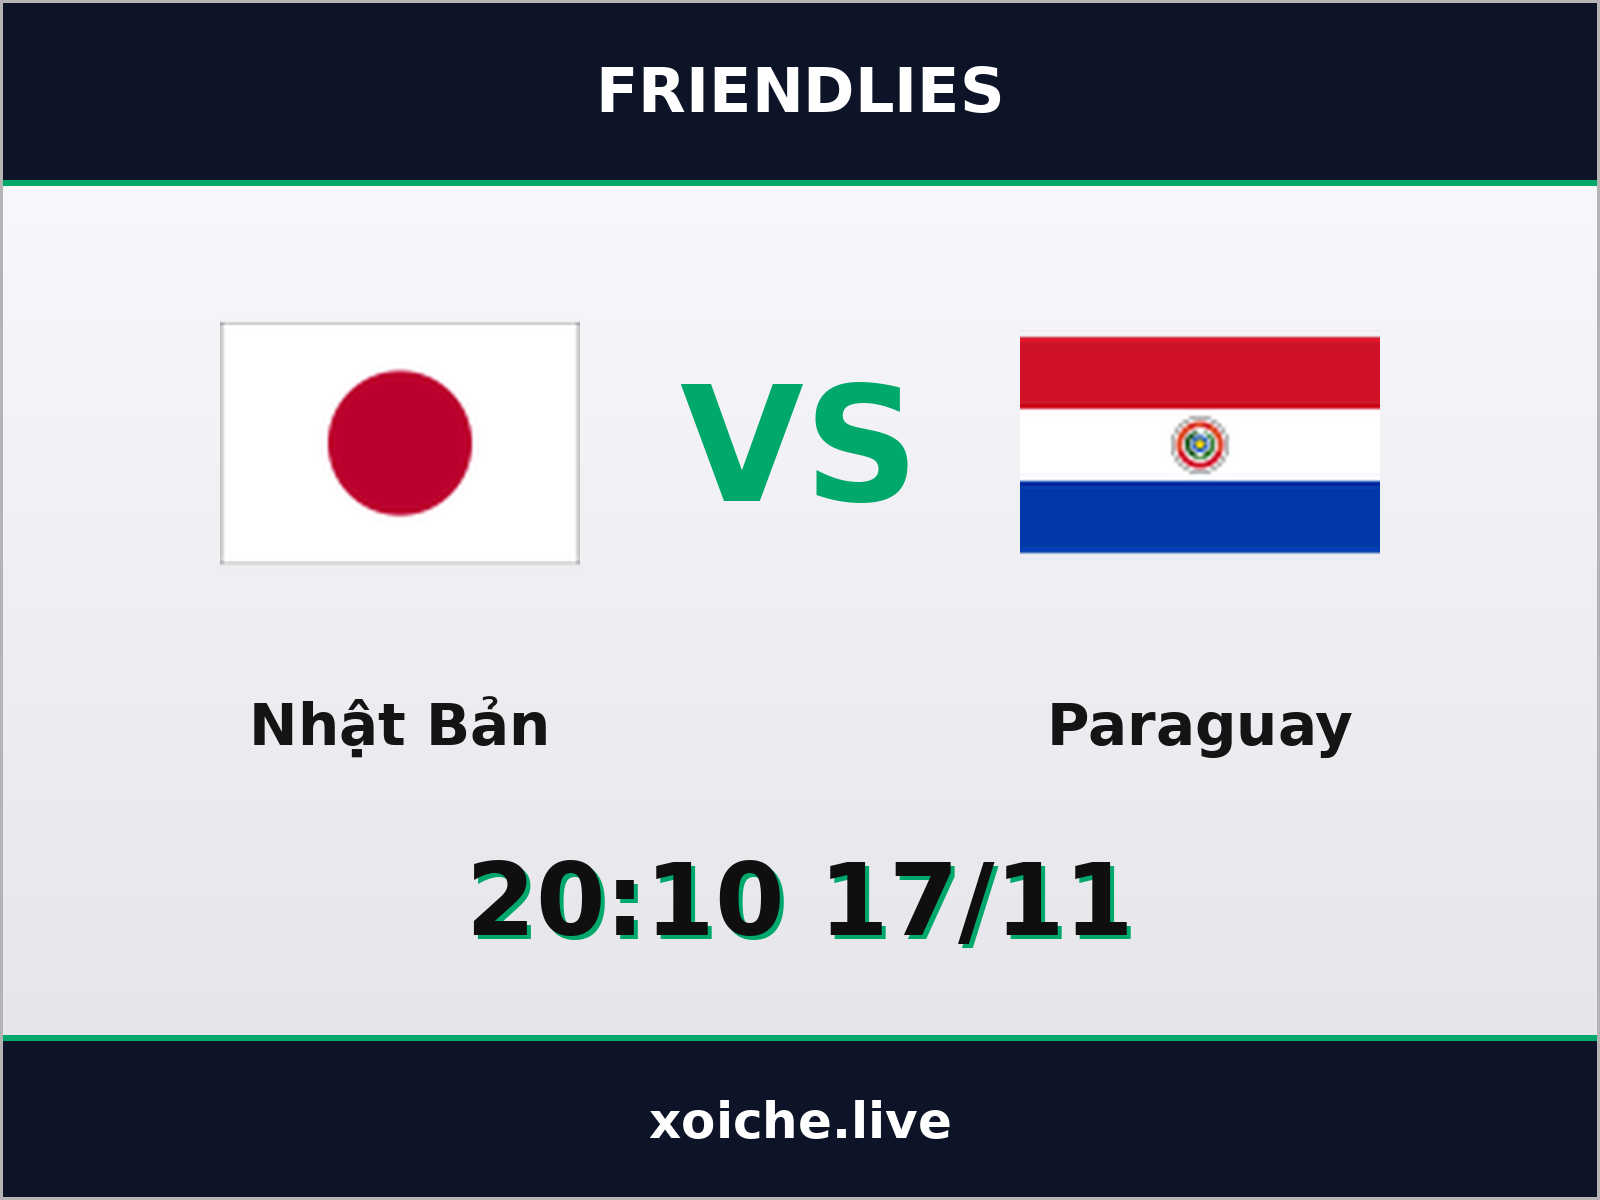 FRIENDLIES
VS
Nhật Bản
Paraguay
20:10 17/11
xoiche.live